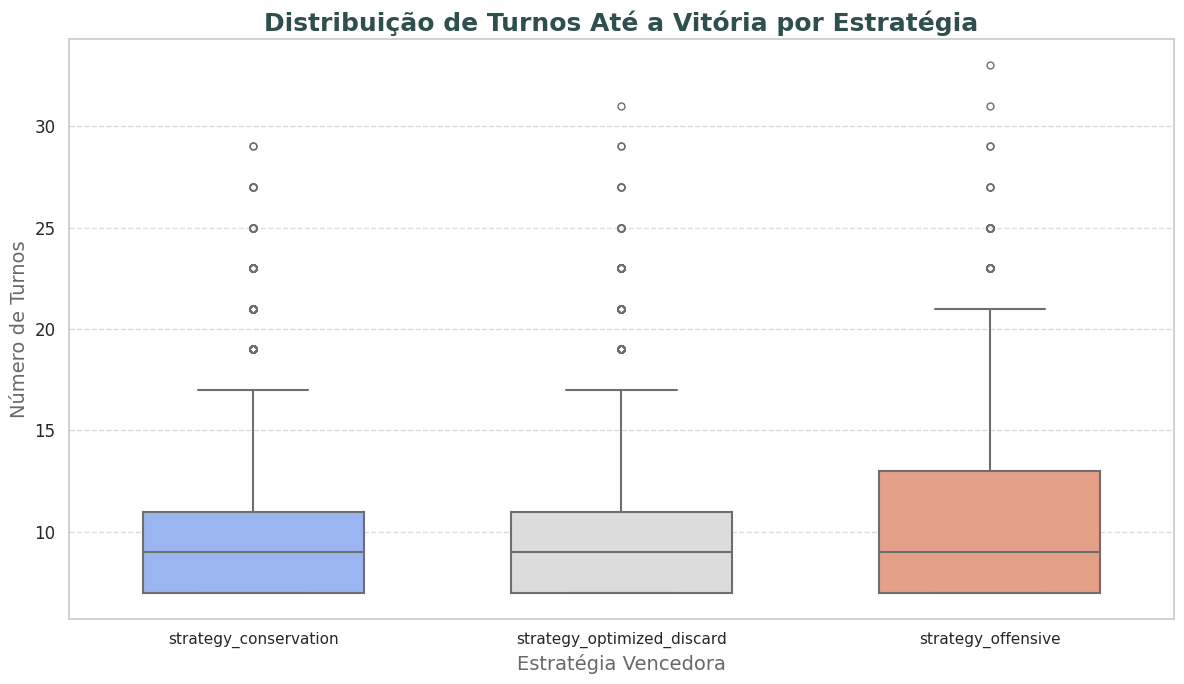 Distribuição de Turnos Até a Vitória por Estratégia
Número de Turnos
30
25
20
15
10
strategy_conservation
strategy_optimized_discard
strategy_offensive
Estratégia Vencedora